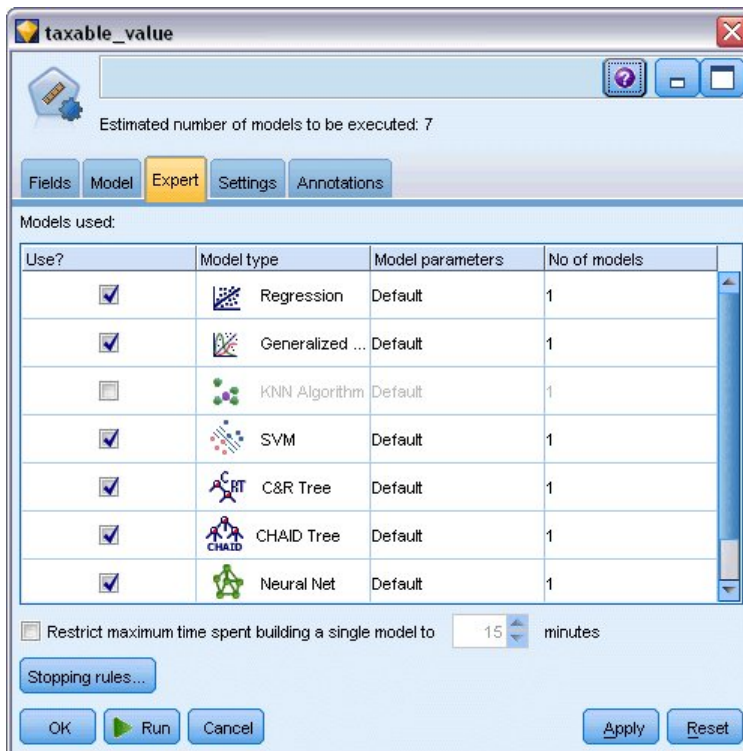 taxable_value
Estimated number of models to be executed: 7
Fields Model Expert Settings Annotations
Models used:
Use? Model type Model parameters No of models
Regression Default 1
Generalized ... Default 1
KNN Algorithm Default 1
SVM Default 1
C&R Tree Default 1
CHAID Tree Default 1
Neural Net Default 1
Restrict maximum time spent building a single model to 15 minutes
Stopping rules...
OK Run Cancel Apply Reset